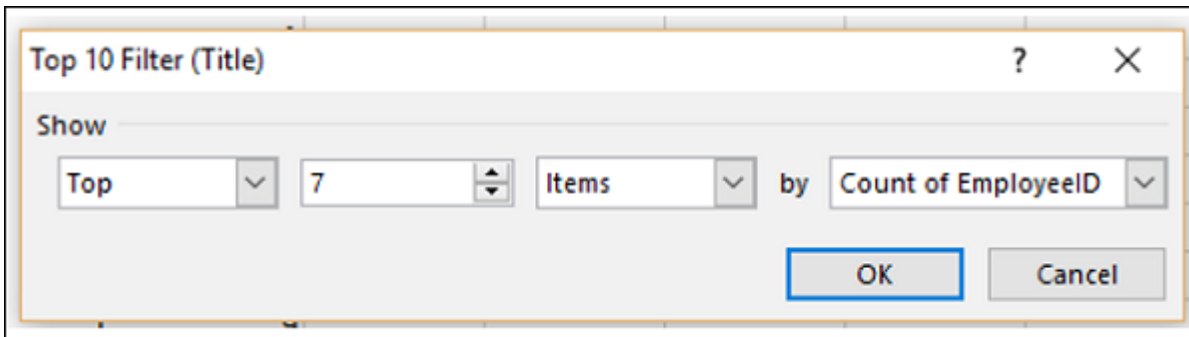 Top 10 Filter (Title) ?
Show
Top 7 Items by Count of EmployeeID
OK Cancel